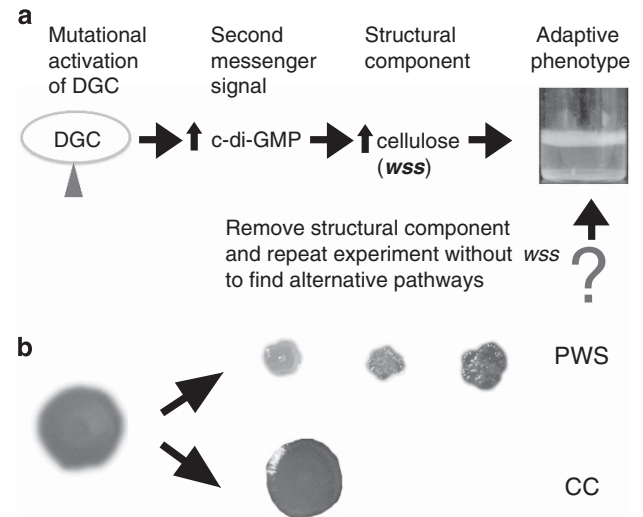 a
Mutational
activation
of DGC
Second
messenger
signal
Structural
component
Adaptive
phenotype
DGC
c-di-GMP
cellulose
(wss)
Remove structural component
and repeat experiment without wss
to find alternative pathways
?
b
PWS
CC